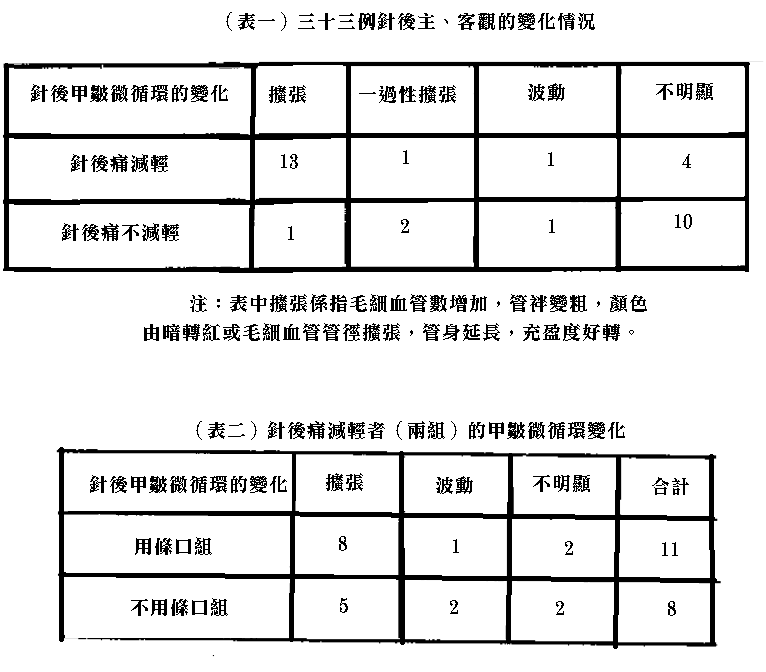 (表一)三十三例針後主、客觀的變化情況
針後甲皺微循環的變化 擴張 一過性擴張 波動 不明顯
針後痛減輕 13 1 1 4
針後痛不減輕 1 2 1 10
注：表中擴張係指毛細血管數增加，管袢變粗，顏色
由暗轉紅或毛細血管管徑擴張，管身延長，充盈度好轉。
(表二)針後痛減輕者(兩組)的甲皺微循環變化
針後甲皺微循環的變化 擴張 波動 不明顯 合計
用條口組 8 1 2 11
不用條口組 5 2 2 8